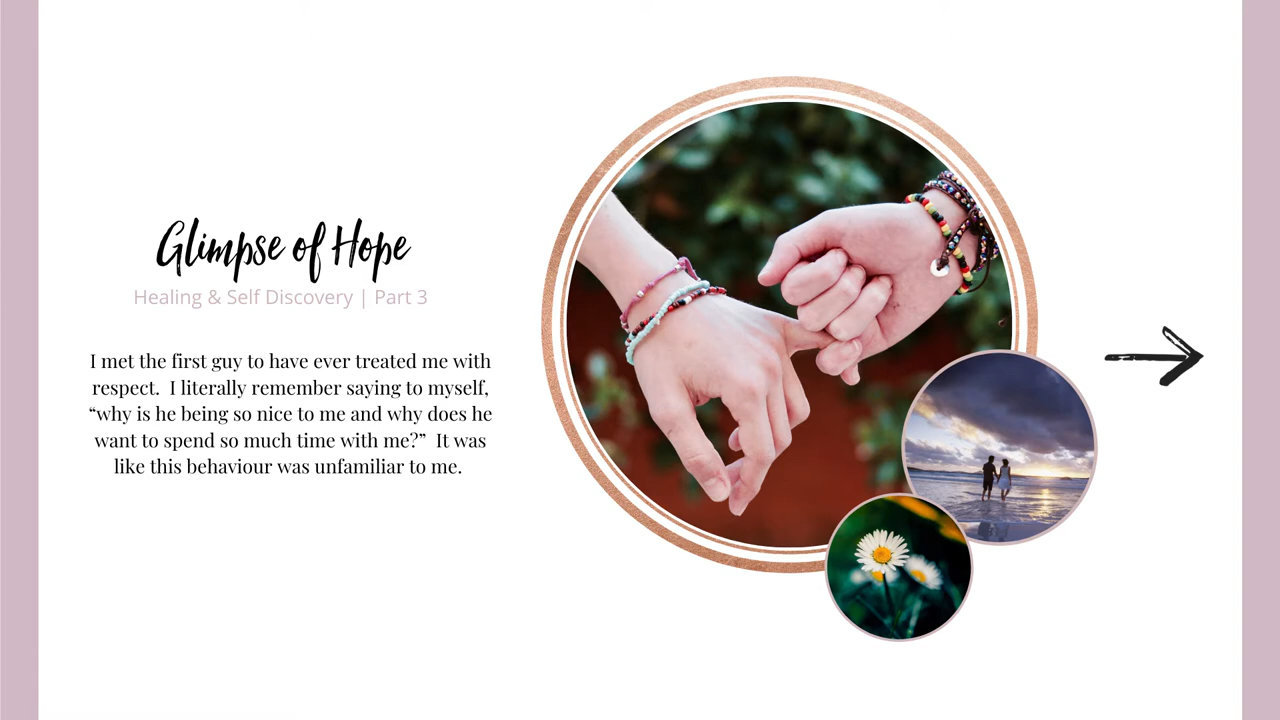 Glimpse of Hope
Healing & Self Discovery | Part 3
I met the first guy to have ever treated me with
respect.  I literally remember saying to myself,
“why is he being so nice to me and why does he
want to spend so much time with me?”  It was
like this behaviour was unfamiliar to me.